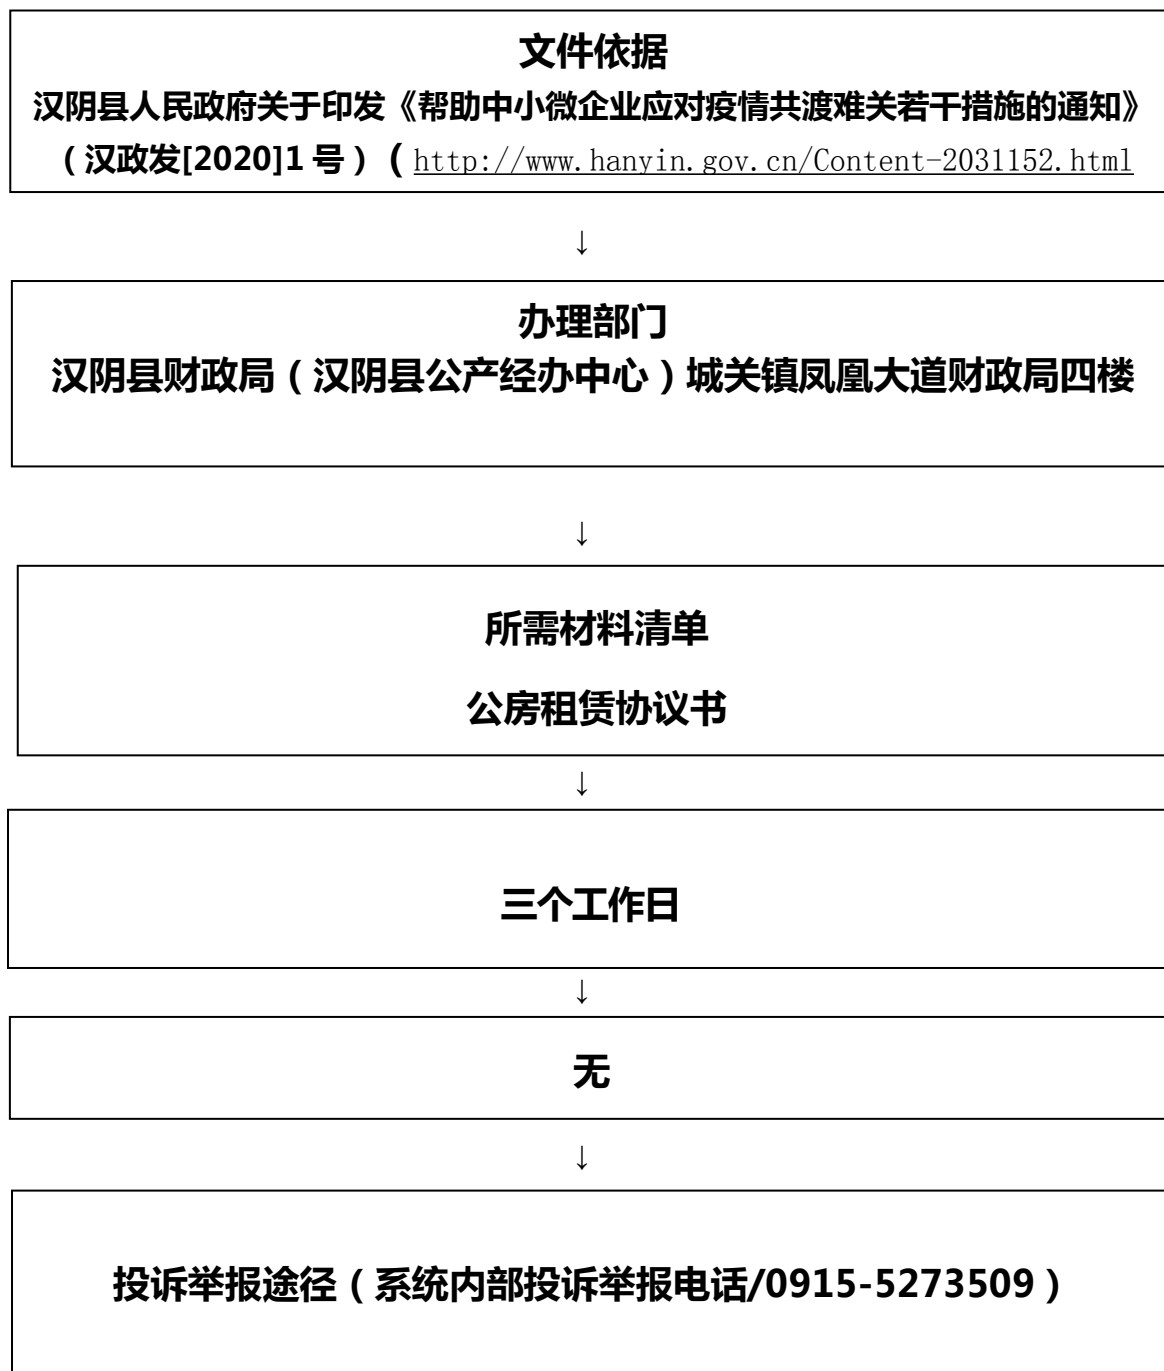 文件依据
汉阴县人民政府关于印发《帮助中小微企业应对疫情共渡难关若干措施的通知》
（汉政发[2020]1 号）（http://www.hanyin.gov.cn/Content-2031152.html
↓
办理部门
汉阴县财政局（汉阴县公产经办中心）城关镇凤凰大道财政局四楼
↓
所需材料清单
公房租赁协议书
↓
三个工作日
↓
无
↓
投诉举报途径（系统内部投诉举报电话/0915-5273509）